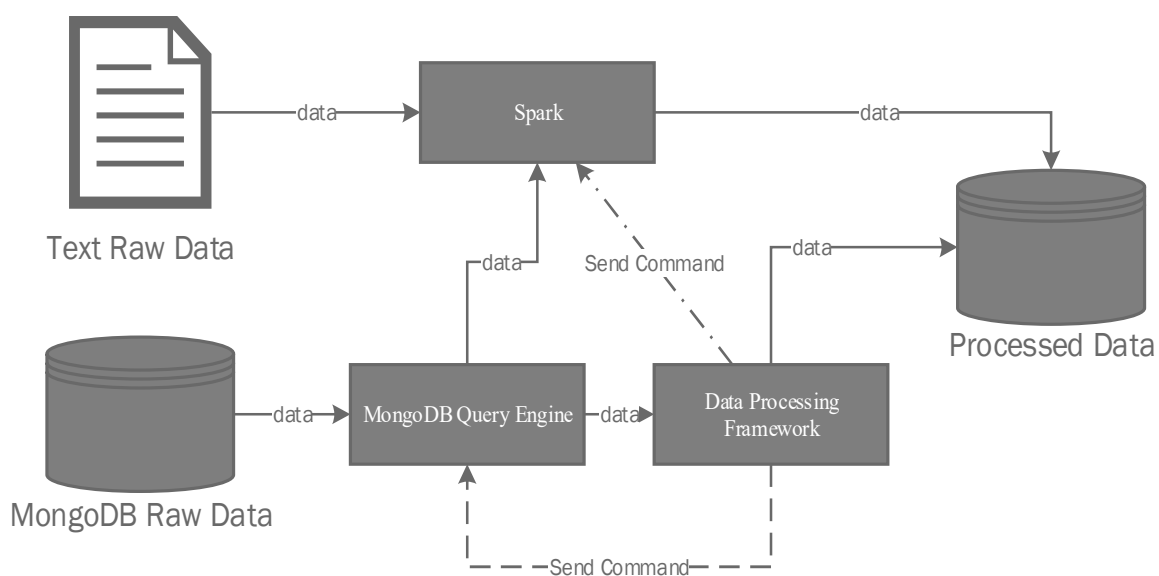 data
Spark
data
Text Raw Data
data
Send Command
data
Processed Data
data
MongoDB Query Engine
data
Data Processing
Framework
MongoDB Raw Data
Send Command